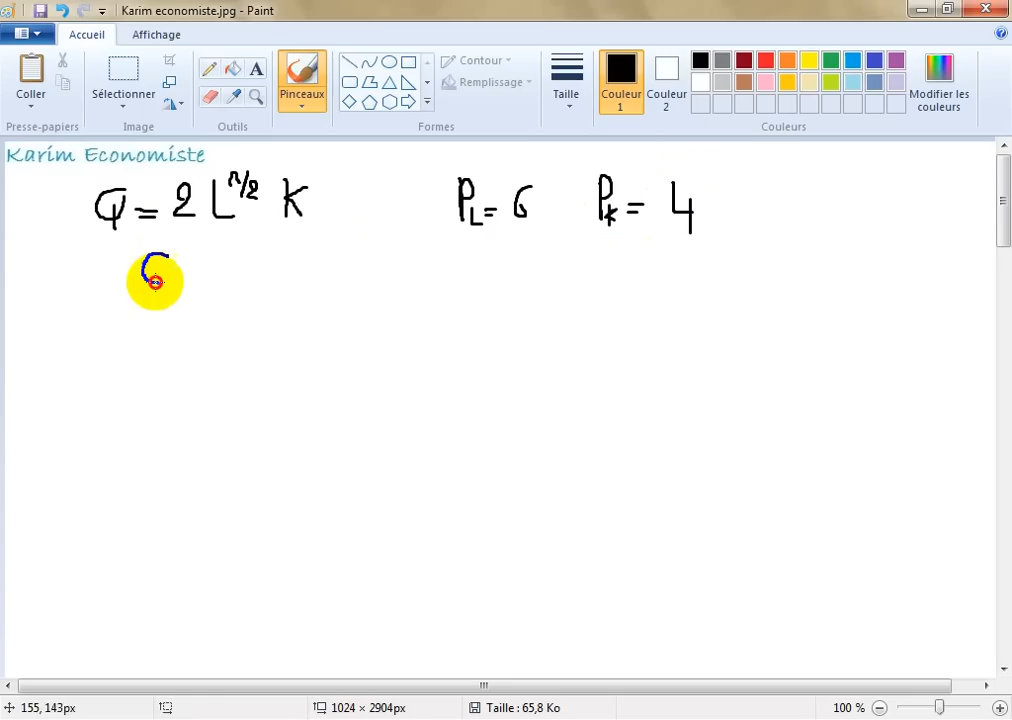 Karim economiste.jpg - Paint
Accueil Affichage
Coller
Sélectionner
Pinceaux
Contour
Remplissage
Taille
Couleur 1
Couleur 2
Modifier les couleurs
Presse-papiers Image Outils Formes Couleurs
Karim Economiste
Q = 2 L^1/2 K P_L = 6 P_K = 4
155, 143px 1024 × 2904px Taille : 65,8 Ko 100 %